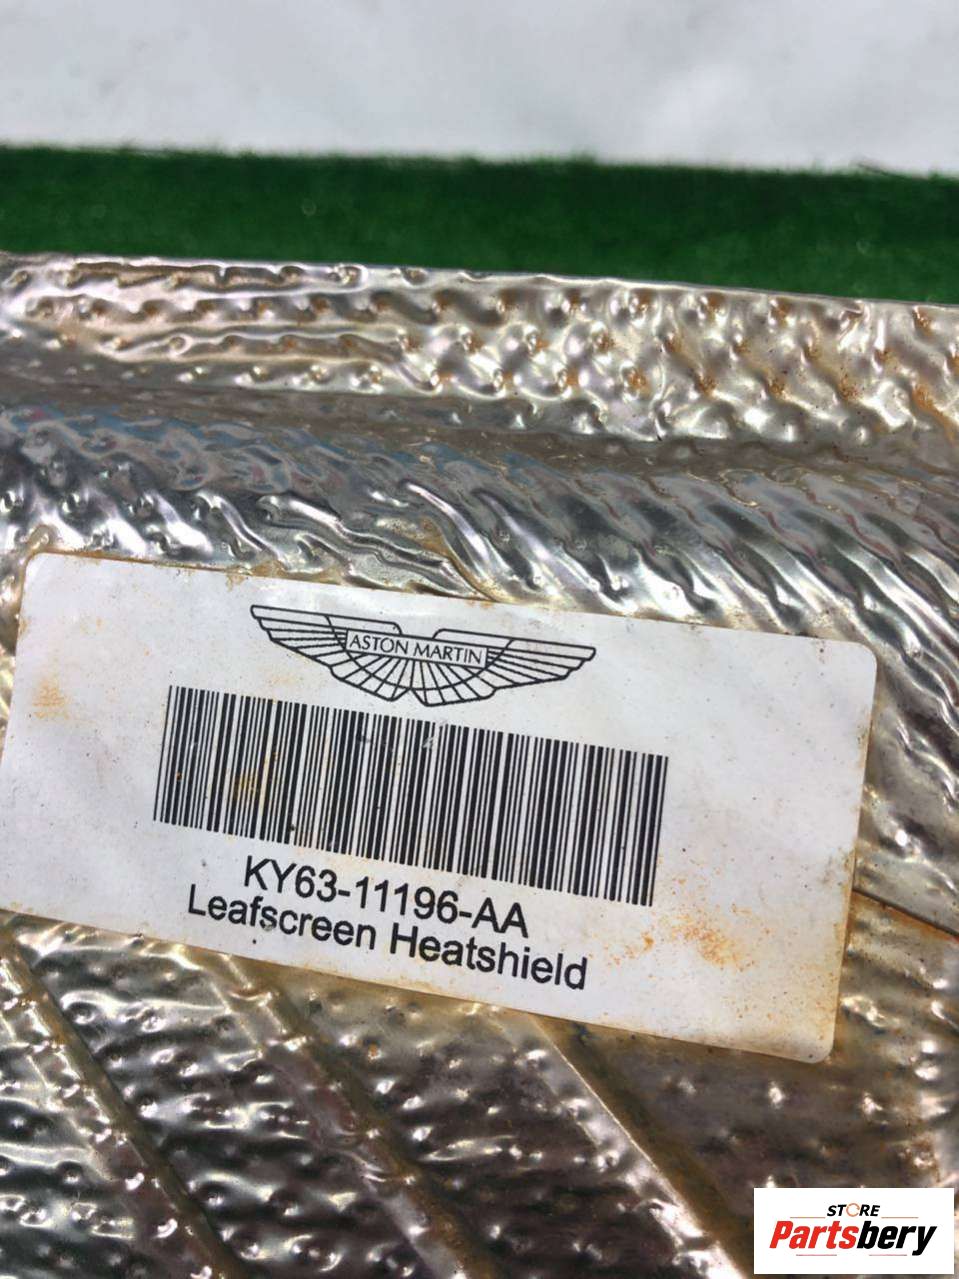 ASTON MARTIN
KY63-11196-AA
Leafscreen Heatshield
STORE
Partsbery